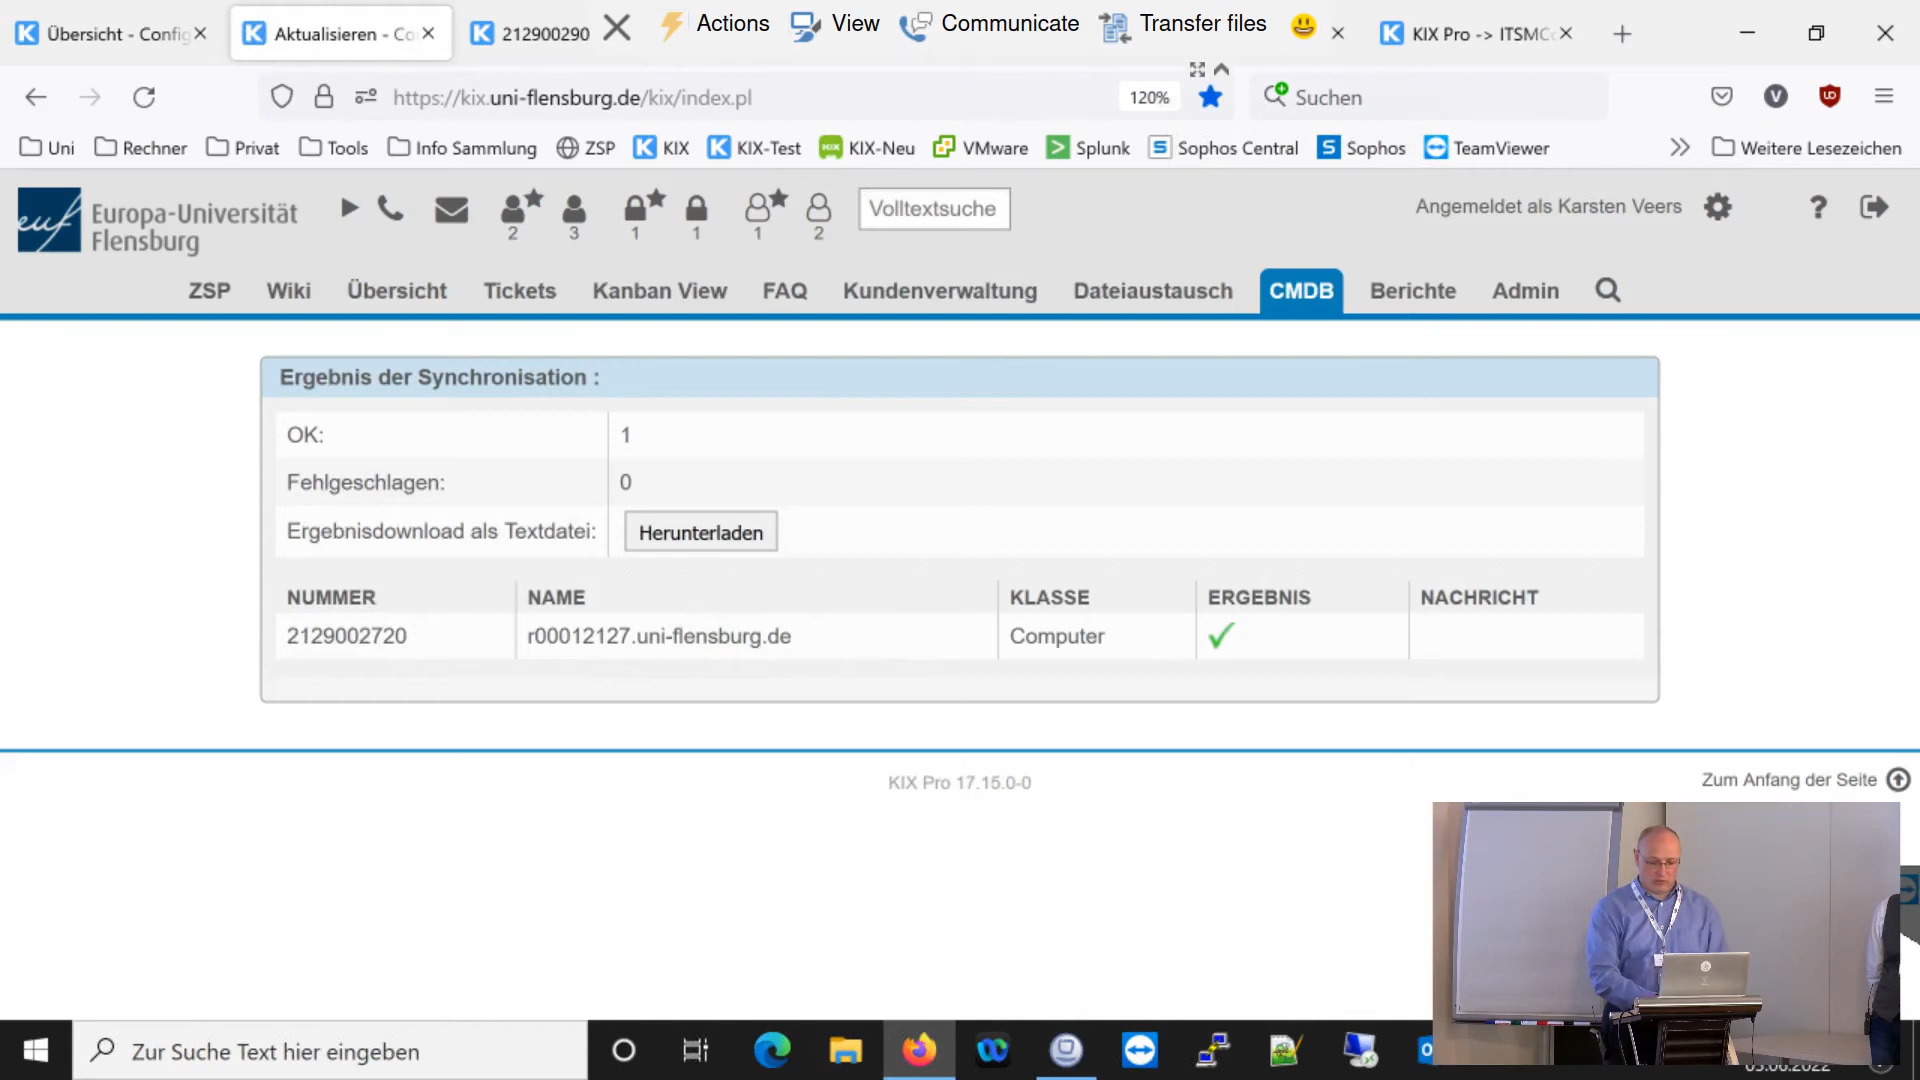 Übersicht - Config
Aktualisieren - Co
212900290
Actions
View
Communicate
Transfer files
KIX Pro -> ITSMC
https://kix.uni-flensburg.de/kix/index.pl
120%
Suchen
Uni
Rechner
Privat
Tools
Info Sammlung
ZSP
KIX
KIX-Test
KIX-Neu
VMware
Splunk
Sophos Central
Sophos
TeamViewer
Weitere Lesezeichen
euf
Europa-Universität
Flensburg
2
3
1
1
1
2
Volltextsuche
Angemeldet als Karsten Veers
ZSP
Wiki
Übersicht
Tickets
Kanban View
FAQ
Kundenverwaltung
Dateiaustausch
CMDB
Berichte
Admin
Ergebnis der Synchronisation :
OK: 1
Fehlgeschlagen: 0
Ergebnisdownload als Textdatei: Herunterladen
NUMMER NAME KLASSE ERGEBNIS NACHRICHT
2129002720 r00012127.uni-flensburg.de Computer
KIX Pro 17.15.0-0
Zum Anfang der Seite
Zur Suche Text hier eingeben